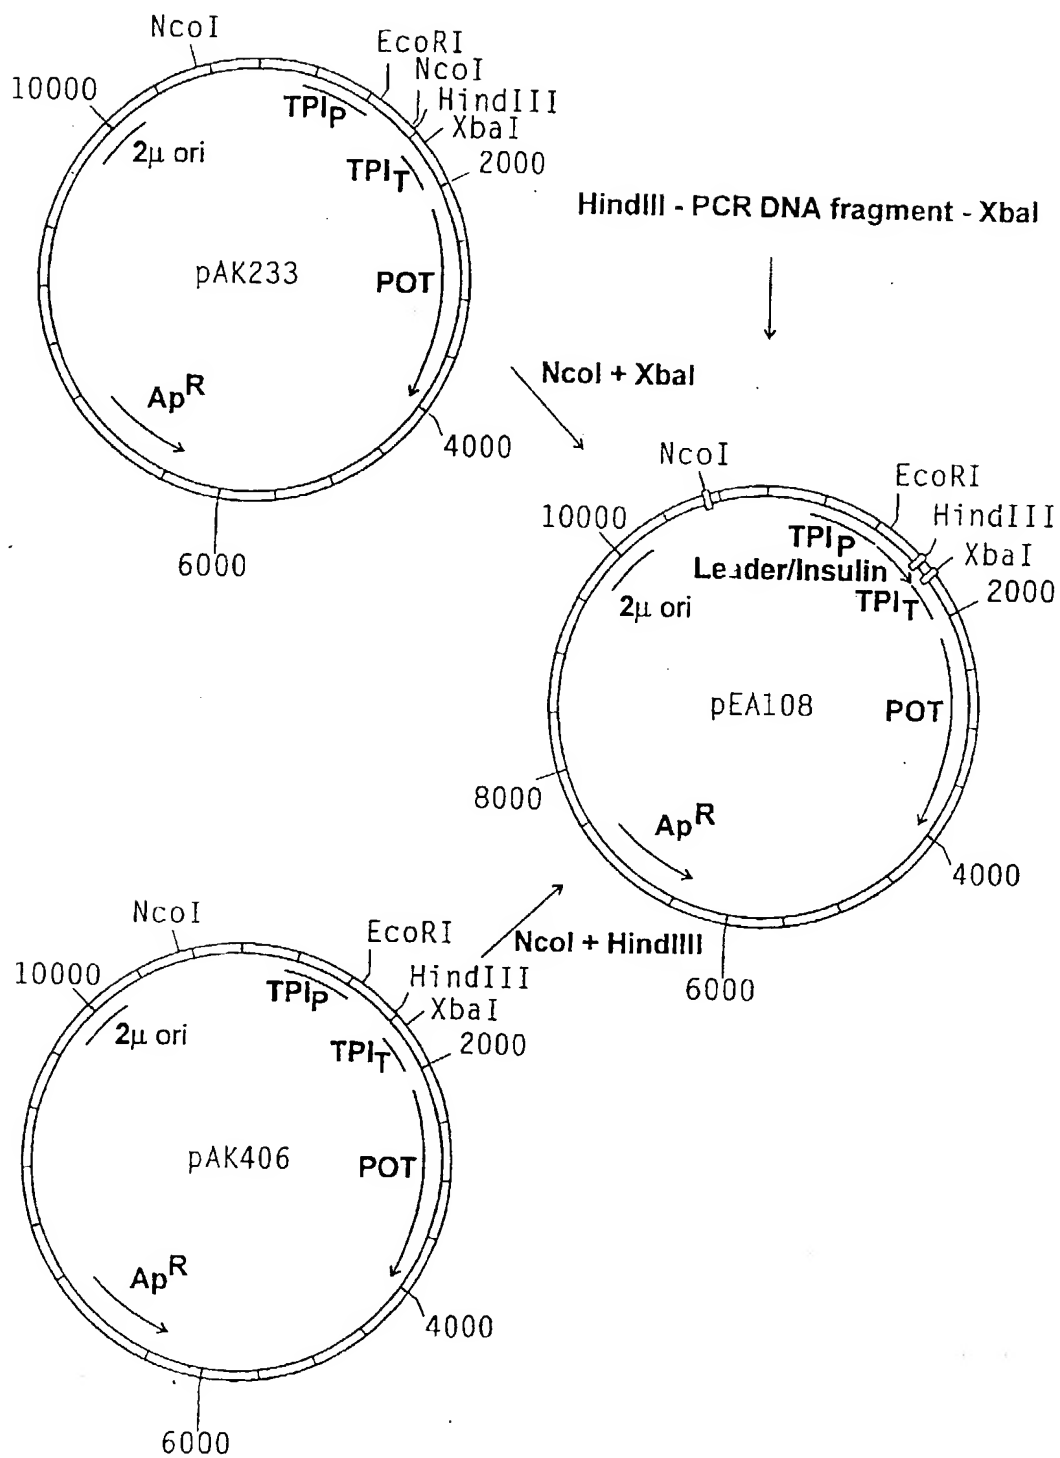 NcoI
EcoRI
NcoI
HindIII
XbaI
10000
TPIP
2μ ori
TPIT
2000
HindIII - PCR DNA fragment - XbaI
pAK233
POT
NcoI + XbaI
ApR
4000
6000
NcoI
EcoRI
HindIII
XbaI
10000
TPIP
Leader/Insulin
2000
TPIT
2μ ori
pEA108
POT
8000
ApR
4000
6000
NcoI + HindIIII
NcoI
EcoRI
HindIII
XbaI
10000
TPIP
2μ ori
2000
TPIT
pAK406
POT
ApR
4000
6000